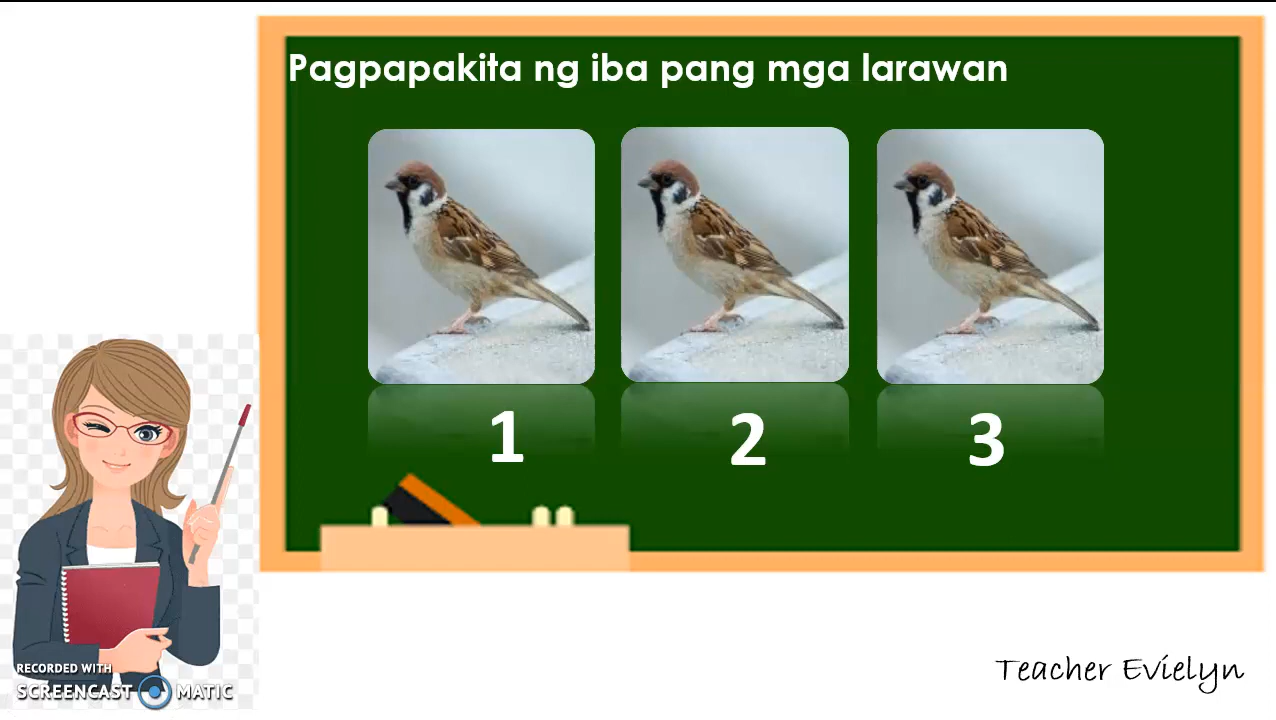 Pagpapakita ng iba pang mga larawan
1 2 3
RECORDED WITH
SCREENCAST MATIC
Teacher Evielyn